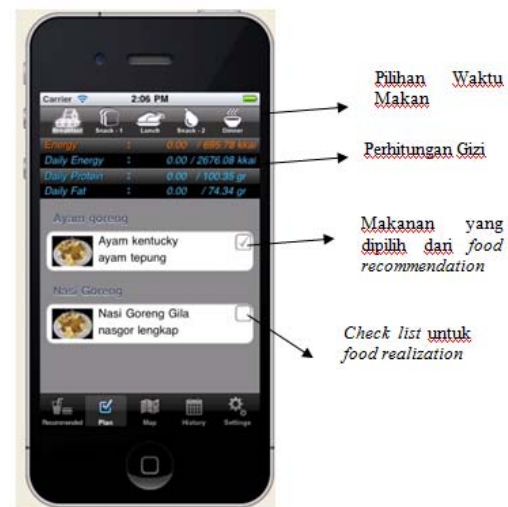 Carrier 2:06 PM
Breakfast Snack - 1 Lunch Snack - 2 Dinner
Energy : 0.00 / 695.78 kkal
Daily Energy : 0.00 / 2676.08 kkal
Daily Protein : 0.00 / 100.35 gr
Daily Fat : 0.00 / 74.34 gr
Ayam goreng
Ayam kentucky
ayam tepung
Nasi Goreng
Nasi Goreng Gila
nasgor lengkap
Recommended Plan Map History Settings
Pilihan Waktu
Makan
Perhitungan Gizi
Makanan yang
dipilih dari food
recommendation
Check list untuk
food realization